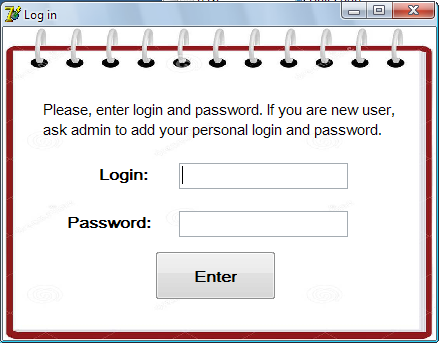 Log in
Please, enter login and password. If you are new user,
ask admin to add your personal login and password.
Login:
Password:
Enter